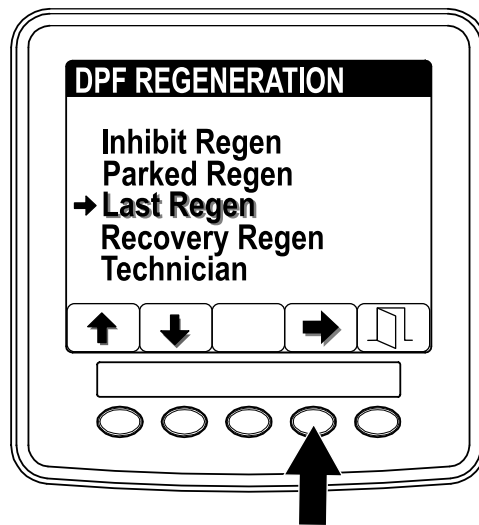 DPF REGENERATION
Inhibit Regen
Parked Regen
Last Regen
Recovery Regen
Technician